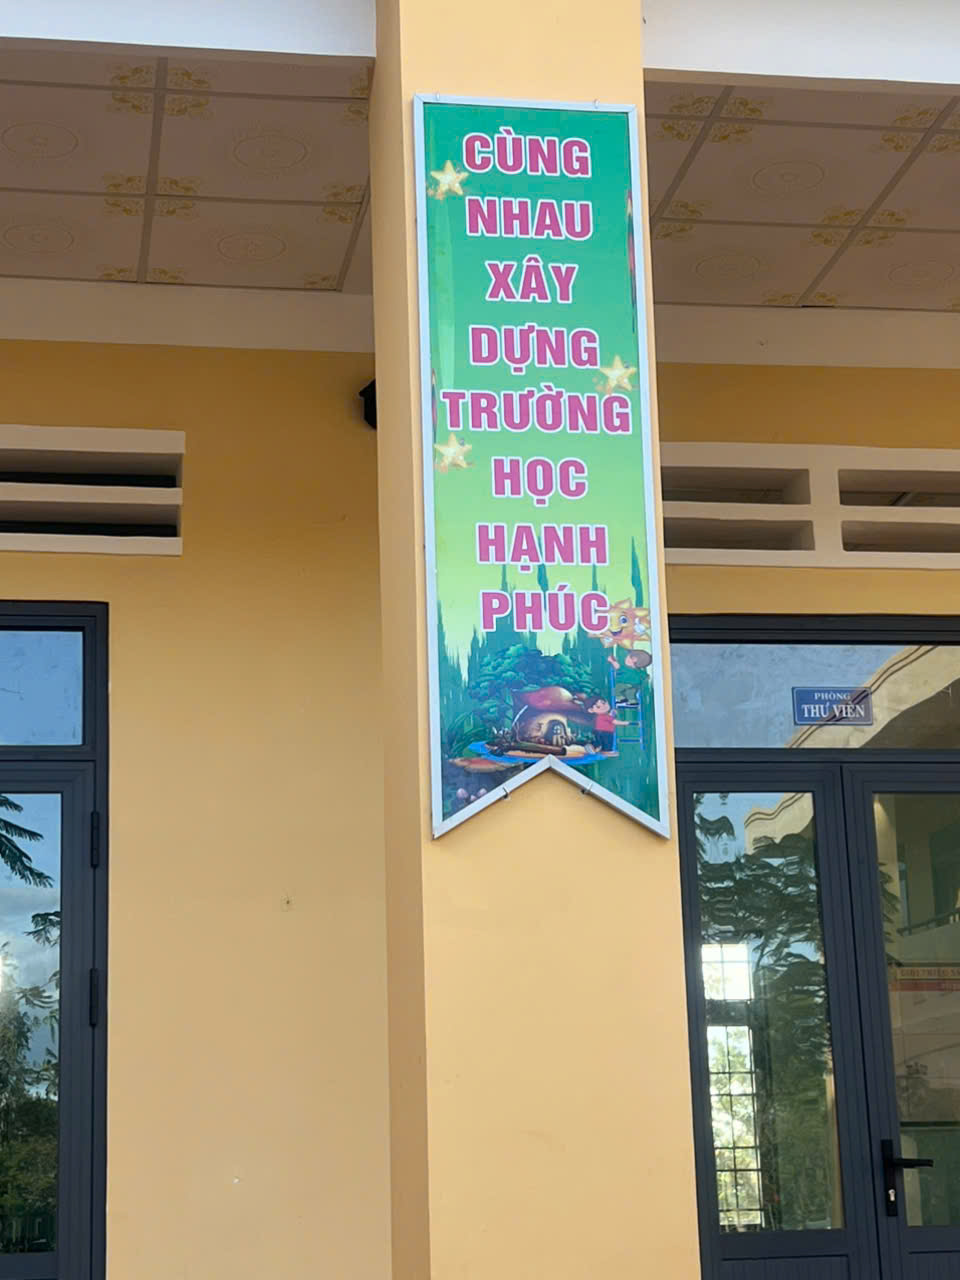 CÙNG
NHAU
XÂY
DỰNG
TRƯỜNG
HỌC
HẠNH
PHÚC
PHÒNG
THƯ VIỆN